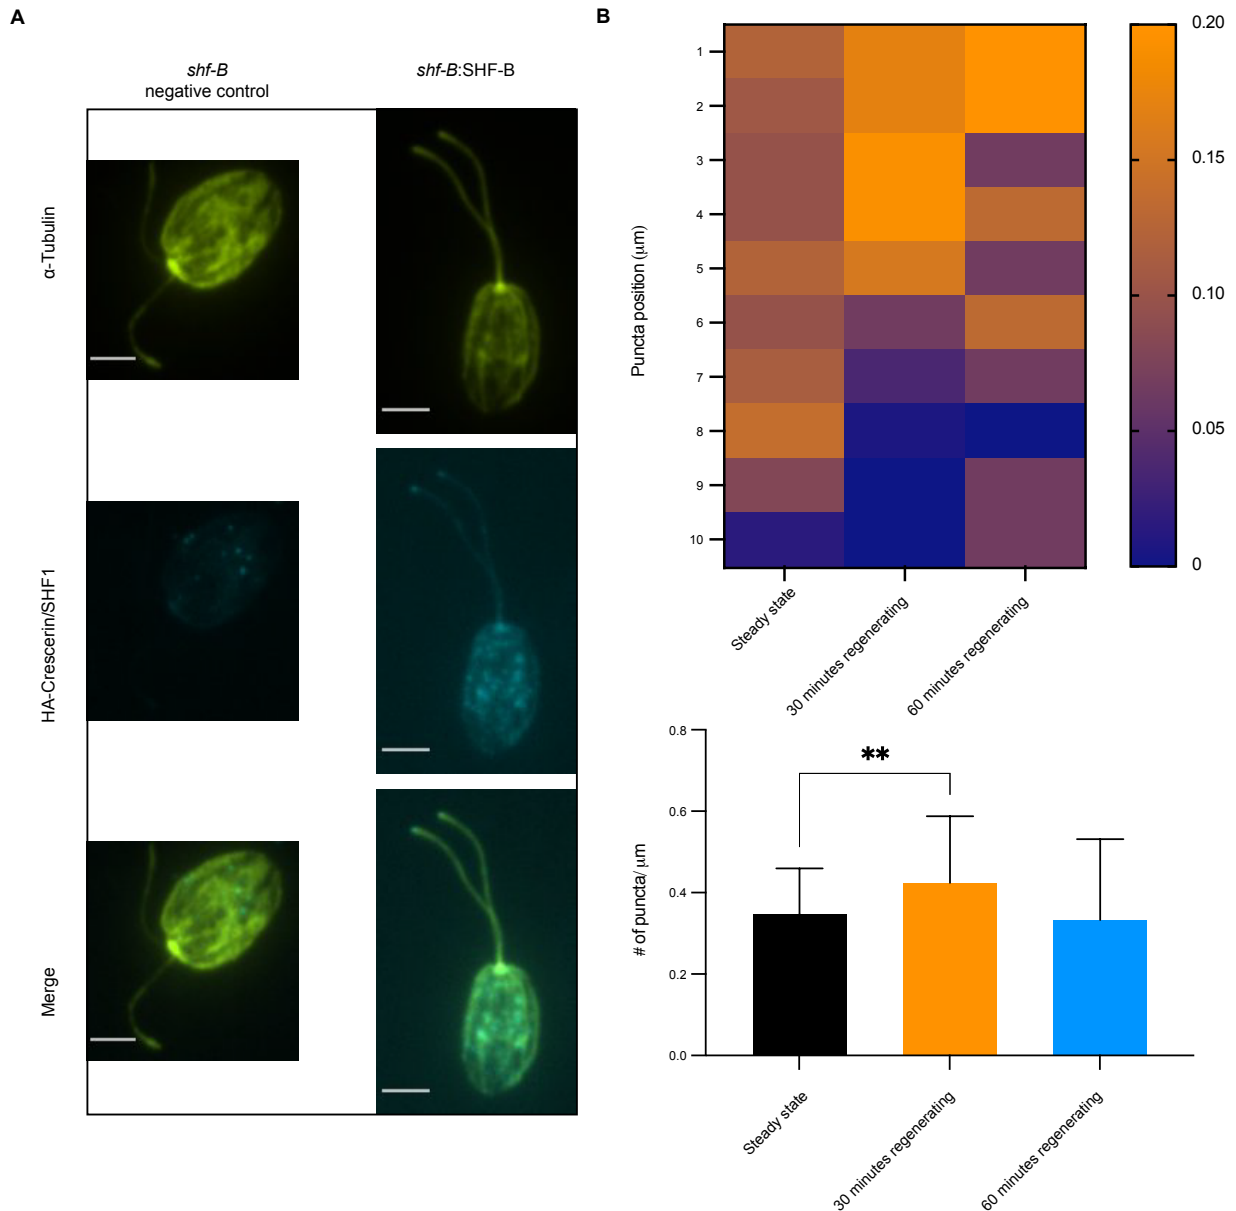 A
shf-B
negative control
shf-B:SHF-B
α-Tubulin
HA-Crescerin/SHF1
Merge
B
Puncta position (μm)
1
2
3
4
5
6
7
8
9
10
Steady state
30 minutes regenerating
60 minutes regenerating
0.20
0.15
0.10
0.05
0
# of puncta/ μm
0.8
0.6
0.4
0.2
0.0
**
Steady state
30 minutes regenerating
60 minutes regenerating